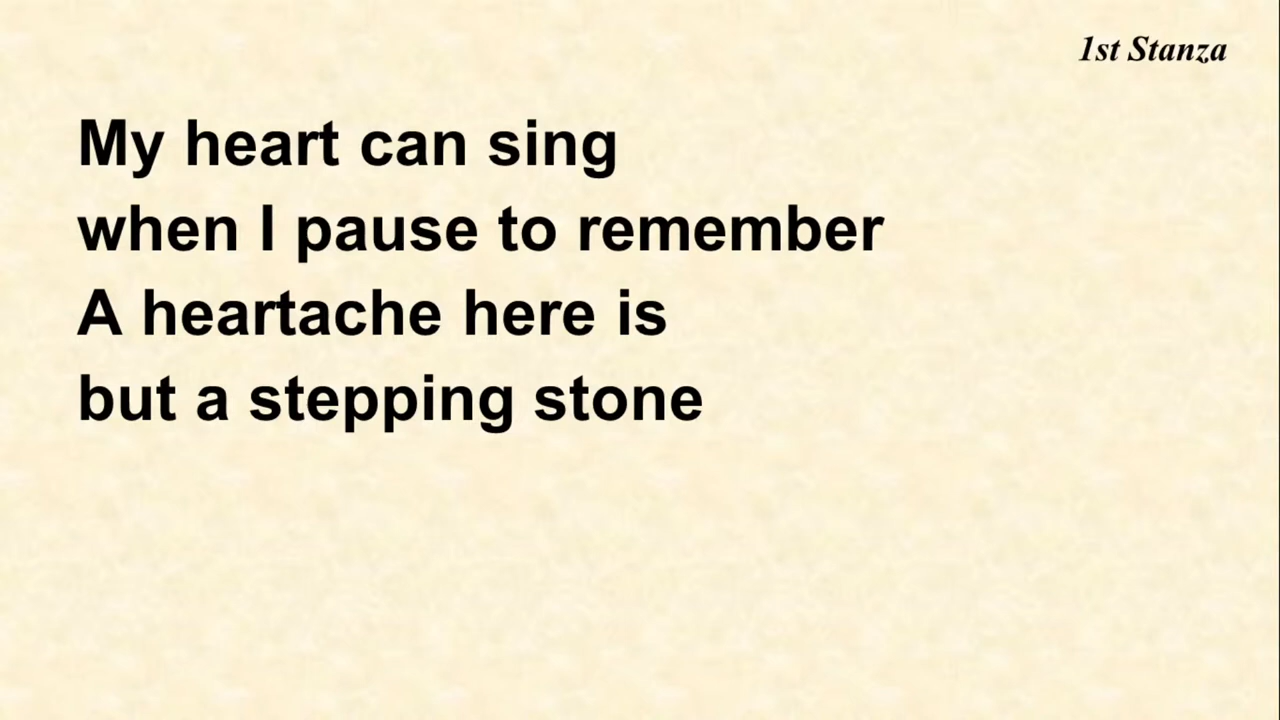 1st Stanza
My heart can sing
when I pause to remember
A heartache here is
but a stepping stone